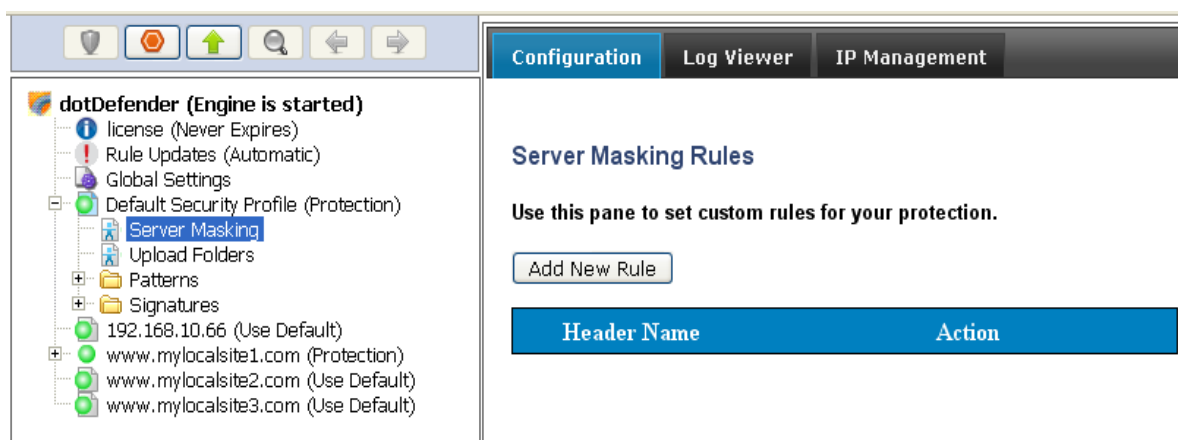 dotDefender (Engine is started)
license (Never Expires)
Rule Updates (Automatic)
Global Settings
Default Security Profile (Protection)
Server Masking
Upload Folders
Patterns
Signatures
192.168.10.66 (Use Default)
www.mylocalsite1.com (Protection)
www.mylocalsite2.com (Use Default)
www.mylocalsite3.com (Use Default)
Configuration Log Viewer IP Management
Server Masking Rules
Use this pane to set custom rules for your protection.
Add New Rule
Header Name Action